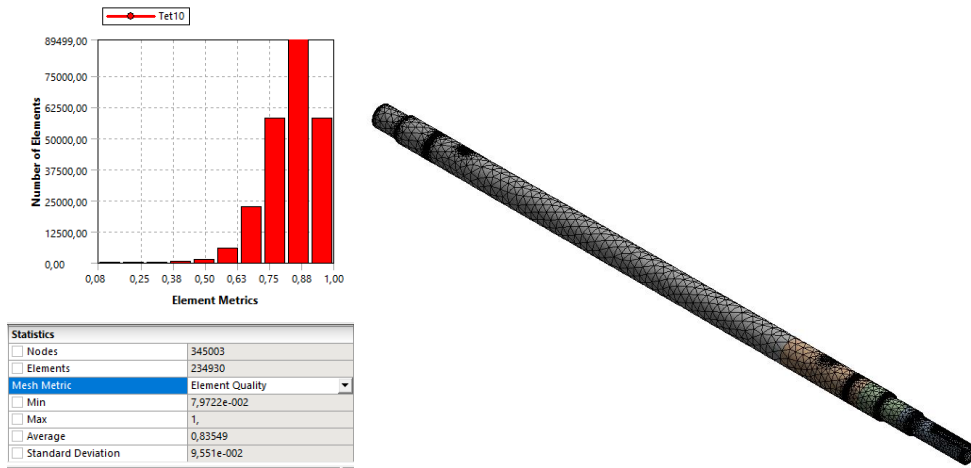 Tet10
89499,00
75000,00
62500,00
50000,00
37500,00
25000,00
12500,00
0,00
Number of Elements
0,08 0,25 0,38 0,50 0,63 0,75 0,88 1,00
Element Metrics
Statistics
Nodes 345003
Elements 234930
Mesh Metric Element Quality
Min 7,9722e-002
Max 1,
Average 0,83549
Standard Deviation 9,551e-002